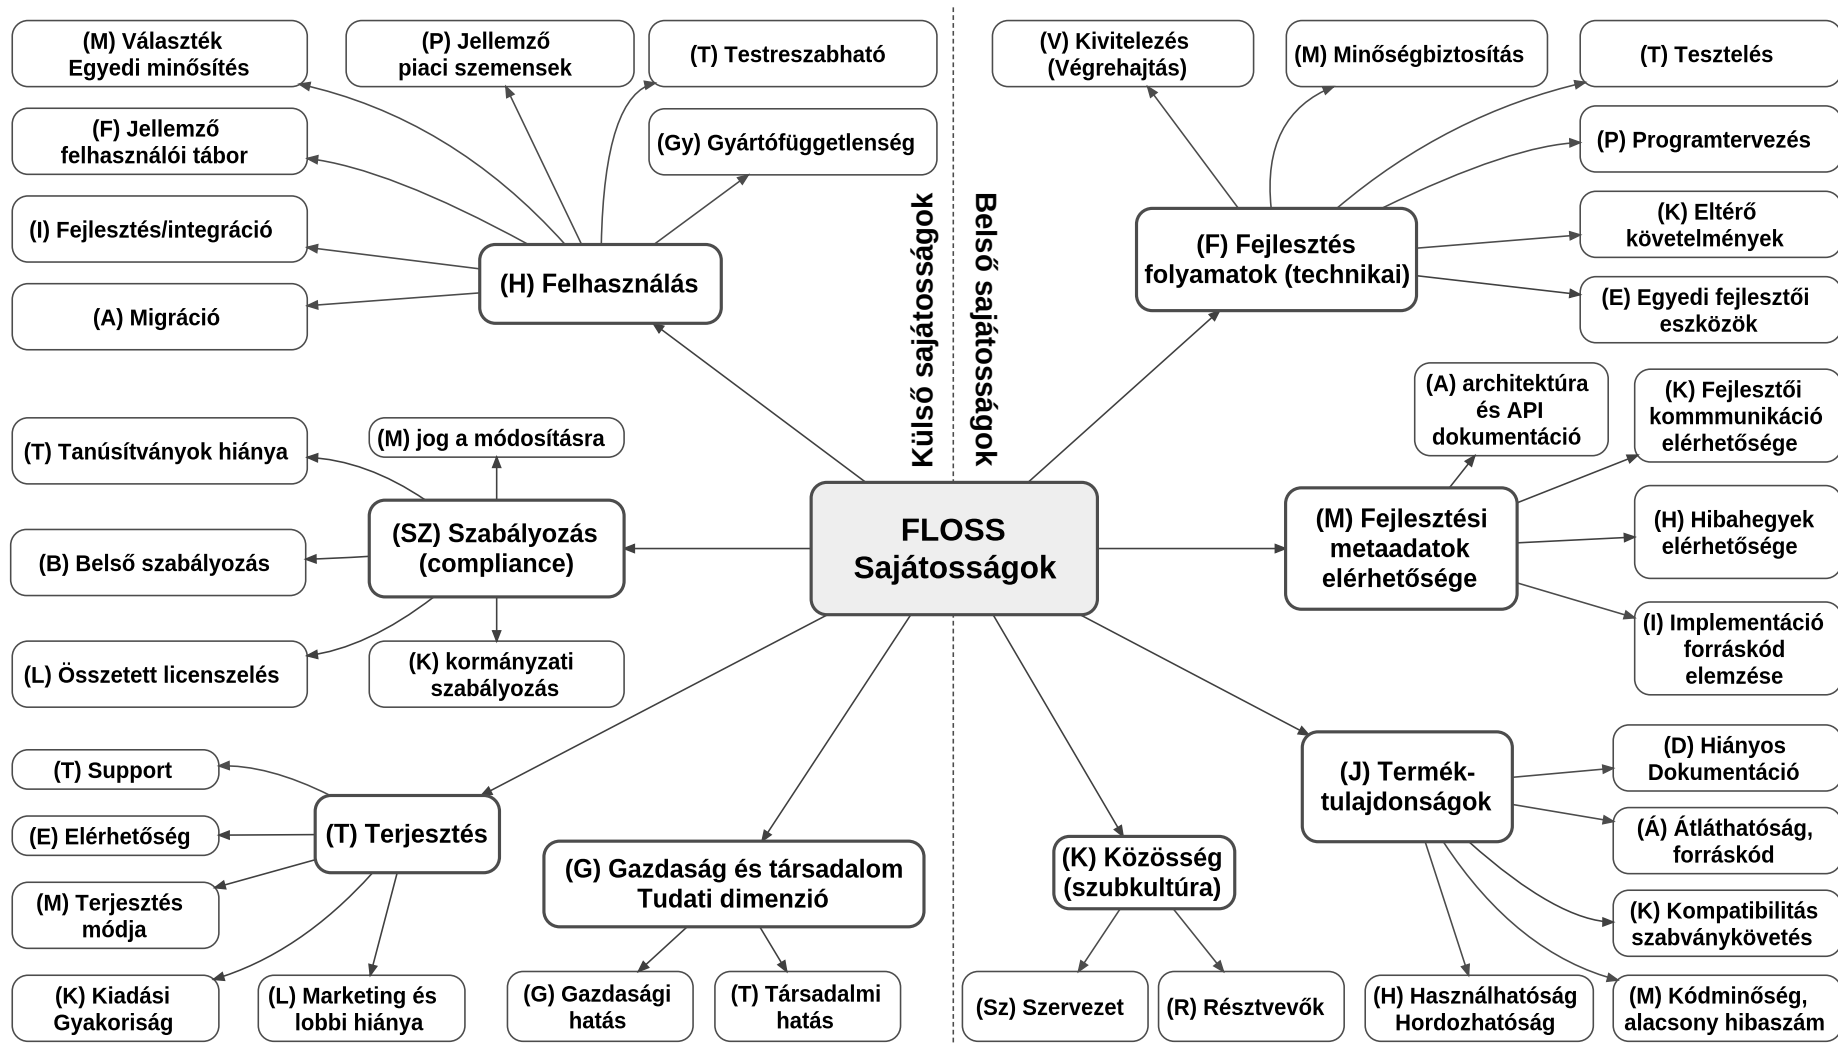 (M) Választék
Egyedi minősítés
(P) Jellemző
piaci szemensek
(T) Testreszabható
(F) Jellemző
felhasználói tábor
(Gy) Gyártófüggetlenség
(I) Fejlesztés/integráció
(A) Migráció
(H) Felhasználás
Külső sajátosságok
Belső sajátosságok
(V) Kivitelezés
(Végrehajtás)
(M) Minőségbiztosítás
(T) Tesztelés
(P) Programtervezés
(K) Eltérő
követelmények
(E) Egyedi fejlesztői
eszközök
(F) Fejlesztés
folyamatok (technikai)
(T) Tanúsítványok hiánya
(M) jog a módosításra
(SZ) Szabályozás
(compliance)
(B) Belső szabályozás
(L) Összetett licenszelés
(K) kormányzati
szabályozás
FLOSS
Sajátosságok
(A) architektúra
és API
dokumentáció
(K) Fejlesztői
kommmunikáció
elérhetősége
(M) Fejlesztési
metaadatok
elérhetősége
(H) Hibahegyek
elérhetősége
(I) Implementáció
forráskód
elemzése
(T) Support
(E) Elérhetőség
(T) Terjesztés
(M) Terjesztés
módja
(K) Kiadási
Gyakoriság
(L) Marketing és
lobbi hiánya
(G) Gazdaság és társadalom
Tudati dimenzió
(G) Gazdasági
hatás
(T) Társadalmi
hatás
(K) Közösség
(szubkultúra)
(Sz) Szervezet
(R) Résztvevők
(J) Termék-
tulajdonságok
(D) Hiányos
Dokumentáció
(Á) Átláthatóság,
forráskód
(K) Kompatibilitás
szabványkövetés
(H) Használhatóság
Hordozhatóság
(M) Kódminőség,
alacsony hibaszám